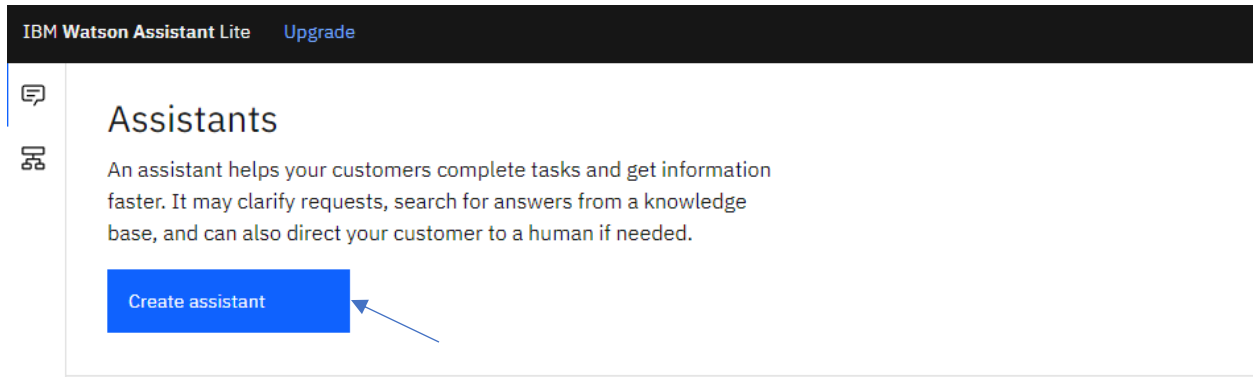 IBM Watson Assistant Lite Upgrade
Assistants
An assistant helps your customers complete tasks and get information
faster. It may clarify requests, search for answers from a knowledge
base, and can also direct your customer to a human if needed.
Create assistant